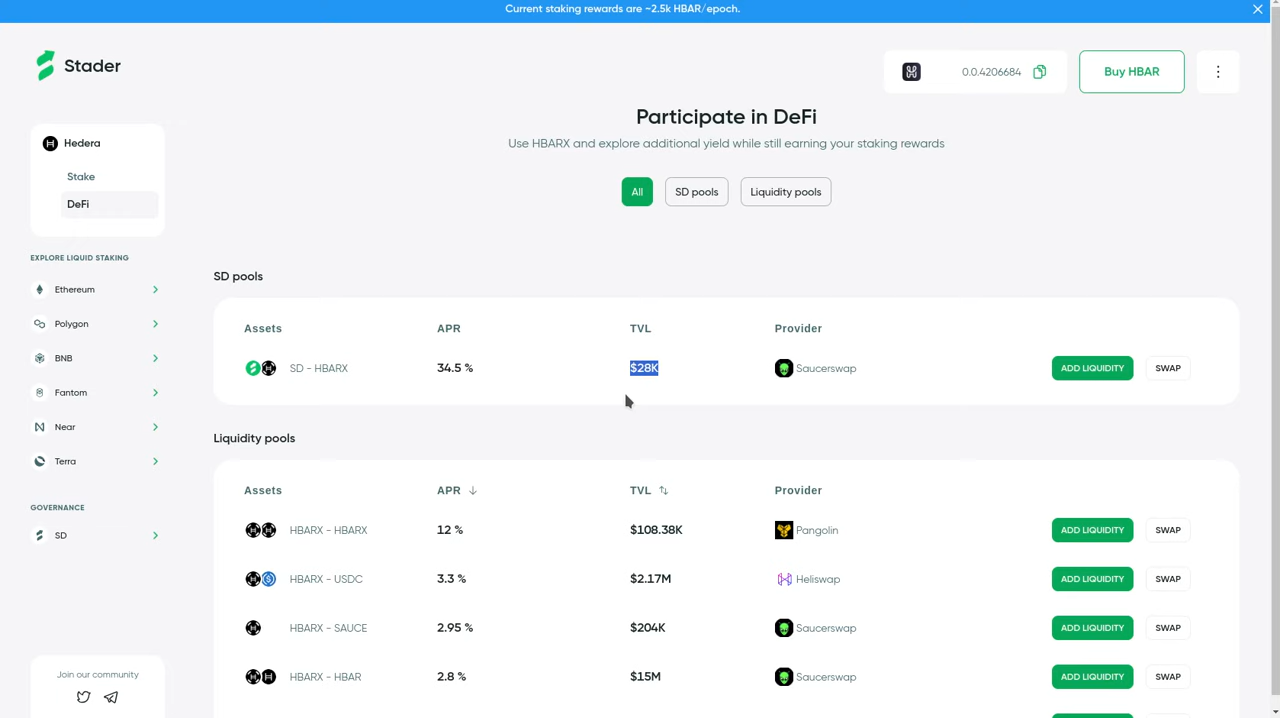 Current staking rewards are ~2.5k HBAR/epoch.
Stader
0.0.4206684
Buy HBAR
Participate in DeFi
Use HBARX and explore additional yield while still earning your staking rewards
All
SD pools
Liquidity pools
Hedera
Stake
DeFi
EXPLORE LIQUID STAKING
Ethereum
Polygon
BNB
Fantom
Near
Terra
GOVERNANCE
SD
Join our community
SD pools
Assets APR TVL Provider
SD - HBARX 34.5 % $28K Saucerswap ADD LIQUIDITY SWAP
Liquidity pools
Assets APR TVL Provider
HBARX - HBARX 12 % $108.38K Pangolin ADD LIQUIDITY SWAP
HBARX - USDC 3.3 % $2.17M Heliswap ADD LIQUIDITY SWAP
HBARX - SAUCE 2.95 % $204K Saucerswap ADD LIQUIDITY SWAP
HBARX - HBAR 2.8 % $15M Saucerswap ADD LIQUIDITY SWAP